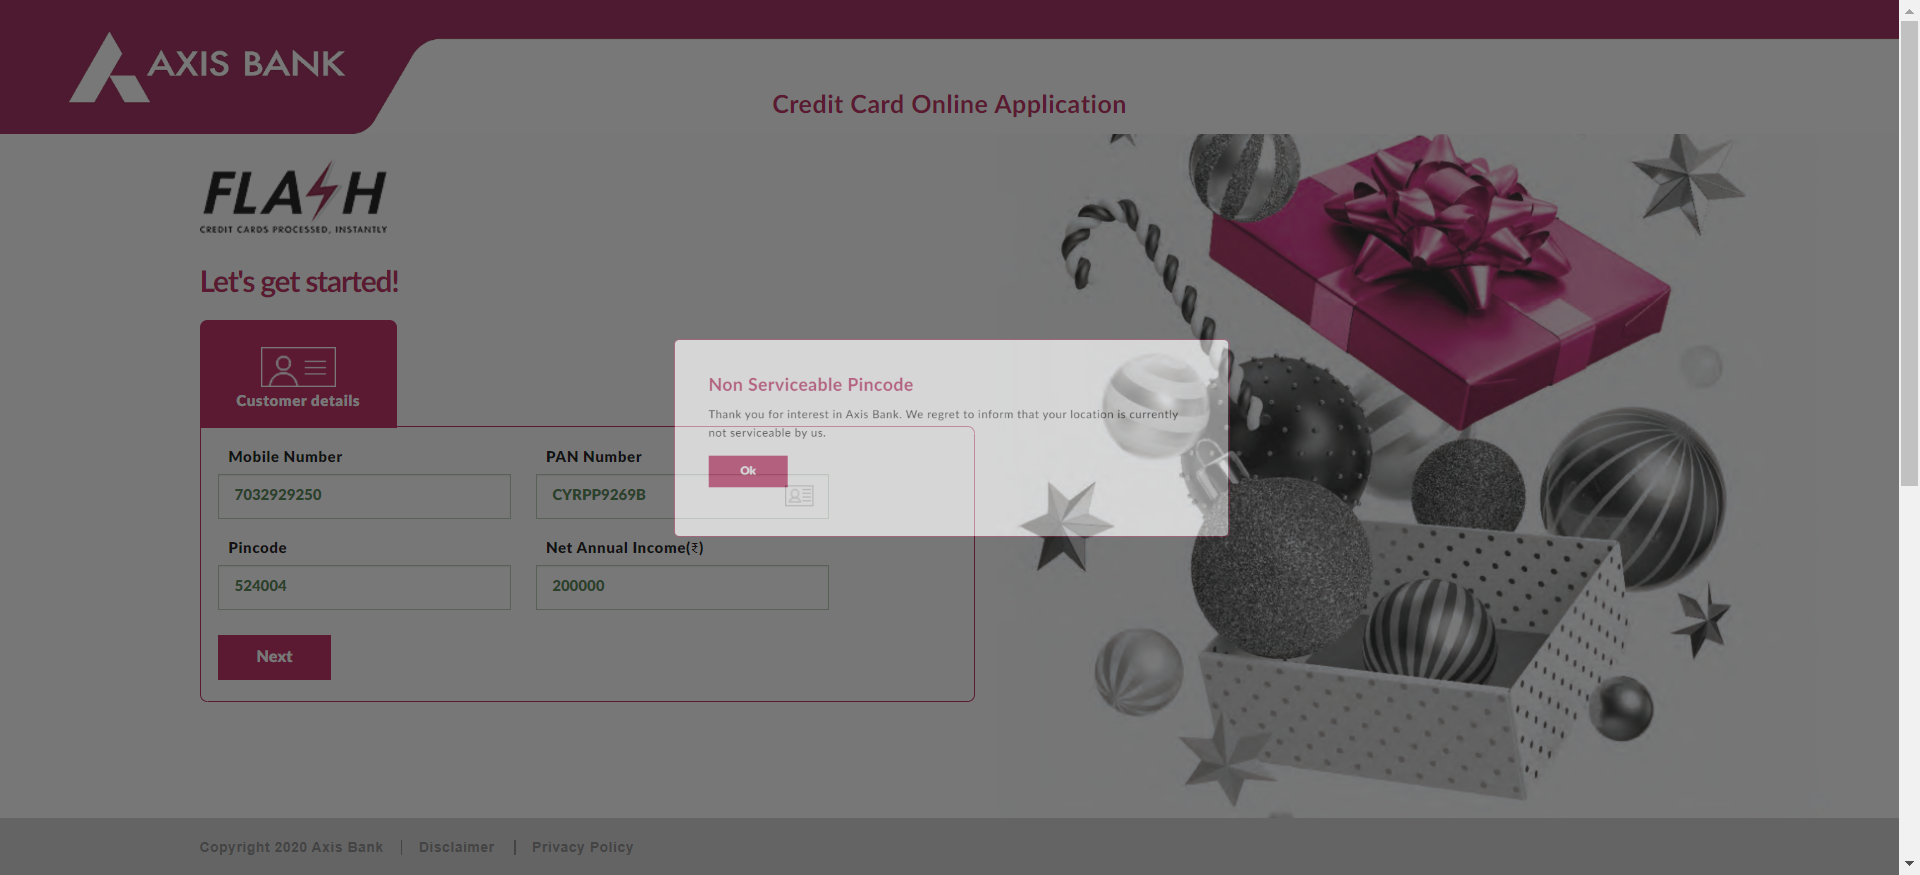 AXIS BANK
Credit Card Online Application
FLASH
CREDIT CARDS PROCESSED, INSTANTLY
Let's get started!
Customer details
Non Serviceable Pincode
Thank you for interest in Axis Bank. We regret to inform that your location is currently
not serviceable by us.
Ok
Mobile Number
PAN Number
7032929250
CYRPP9269B
Pincode
Net Annual Income(₹)
524004
200000
Next
Copyright 2020 Axis Bank | Disclaimer | Privacy Policy